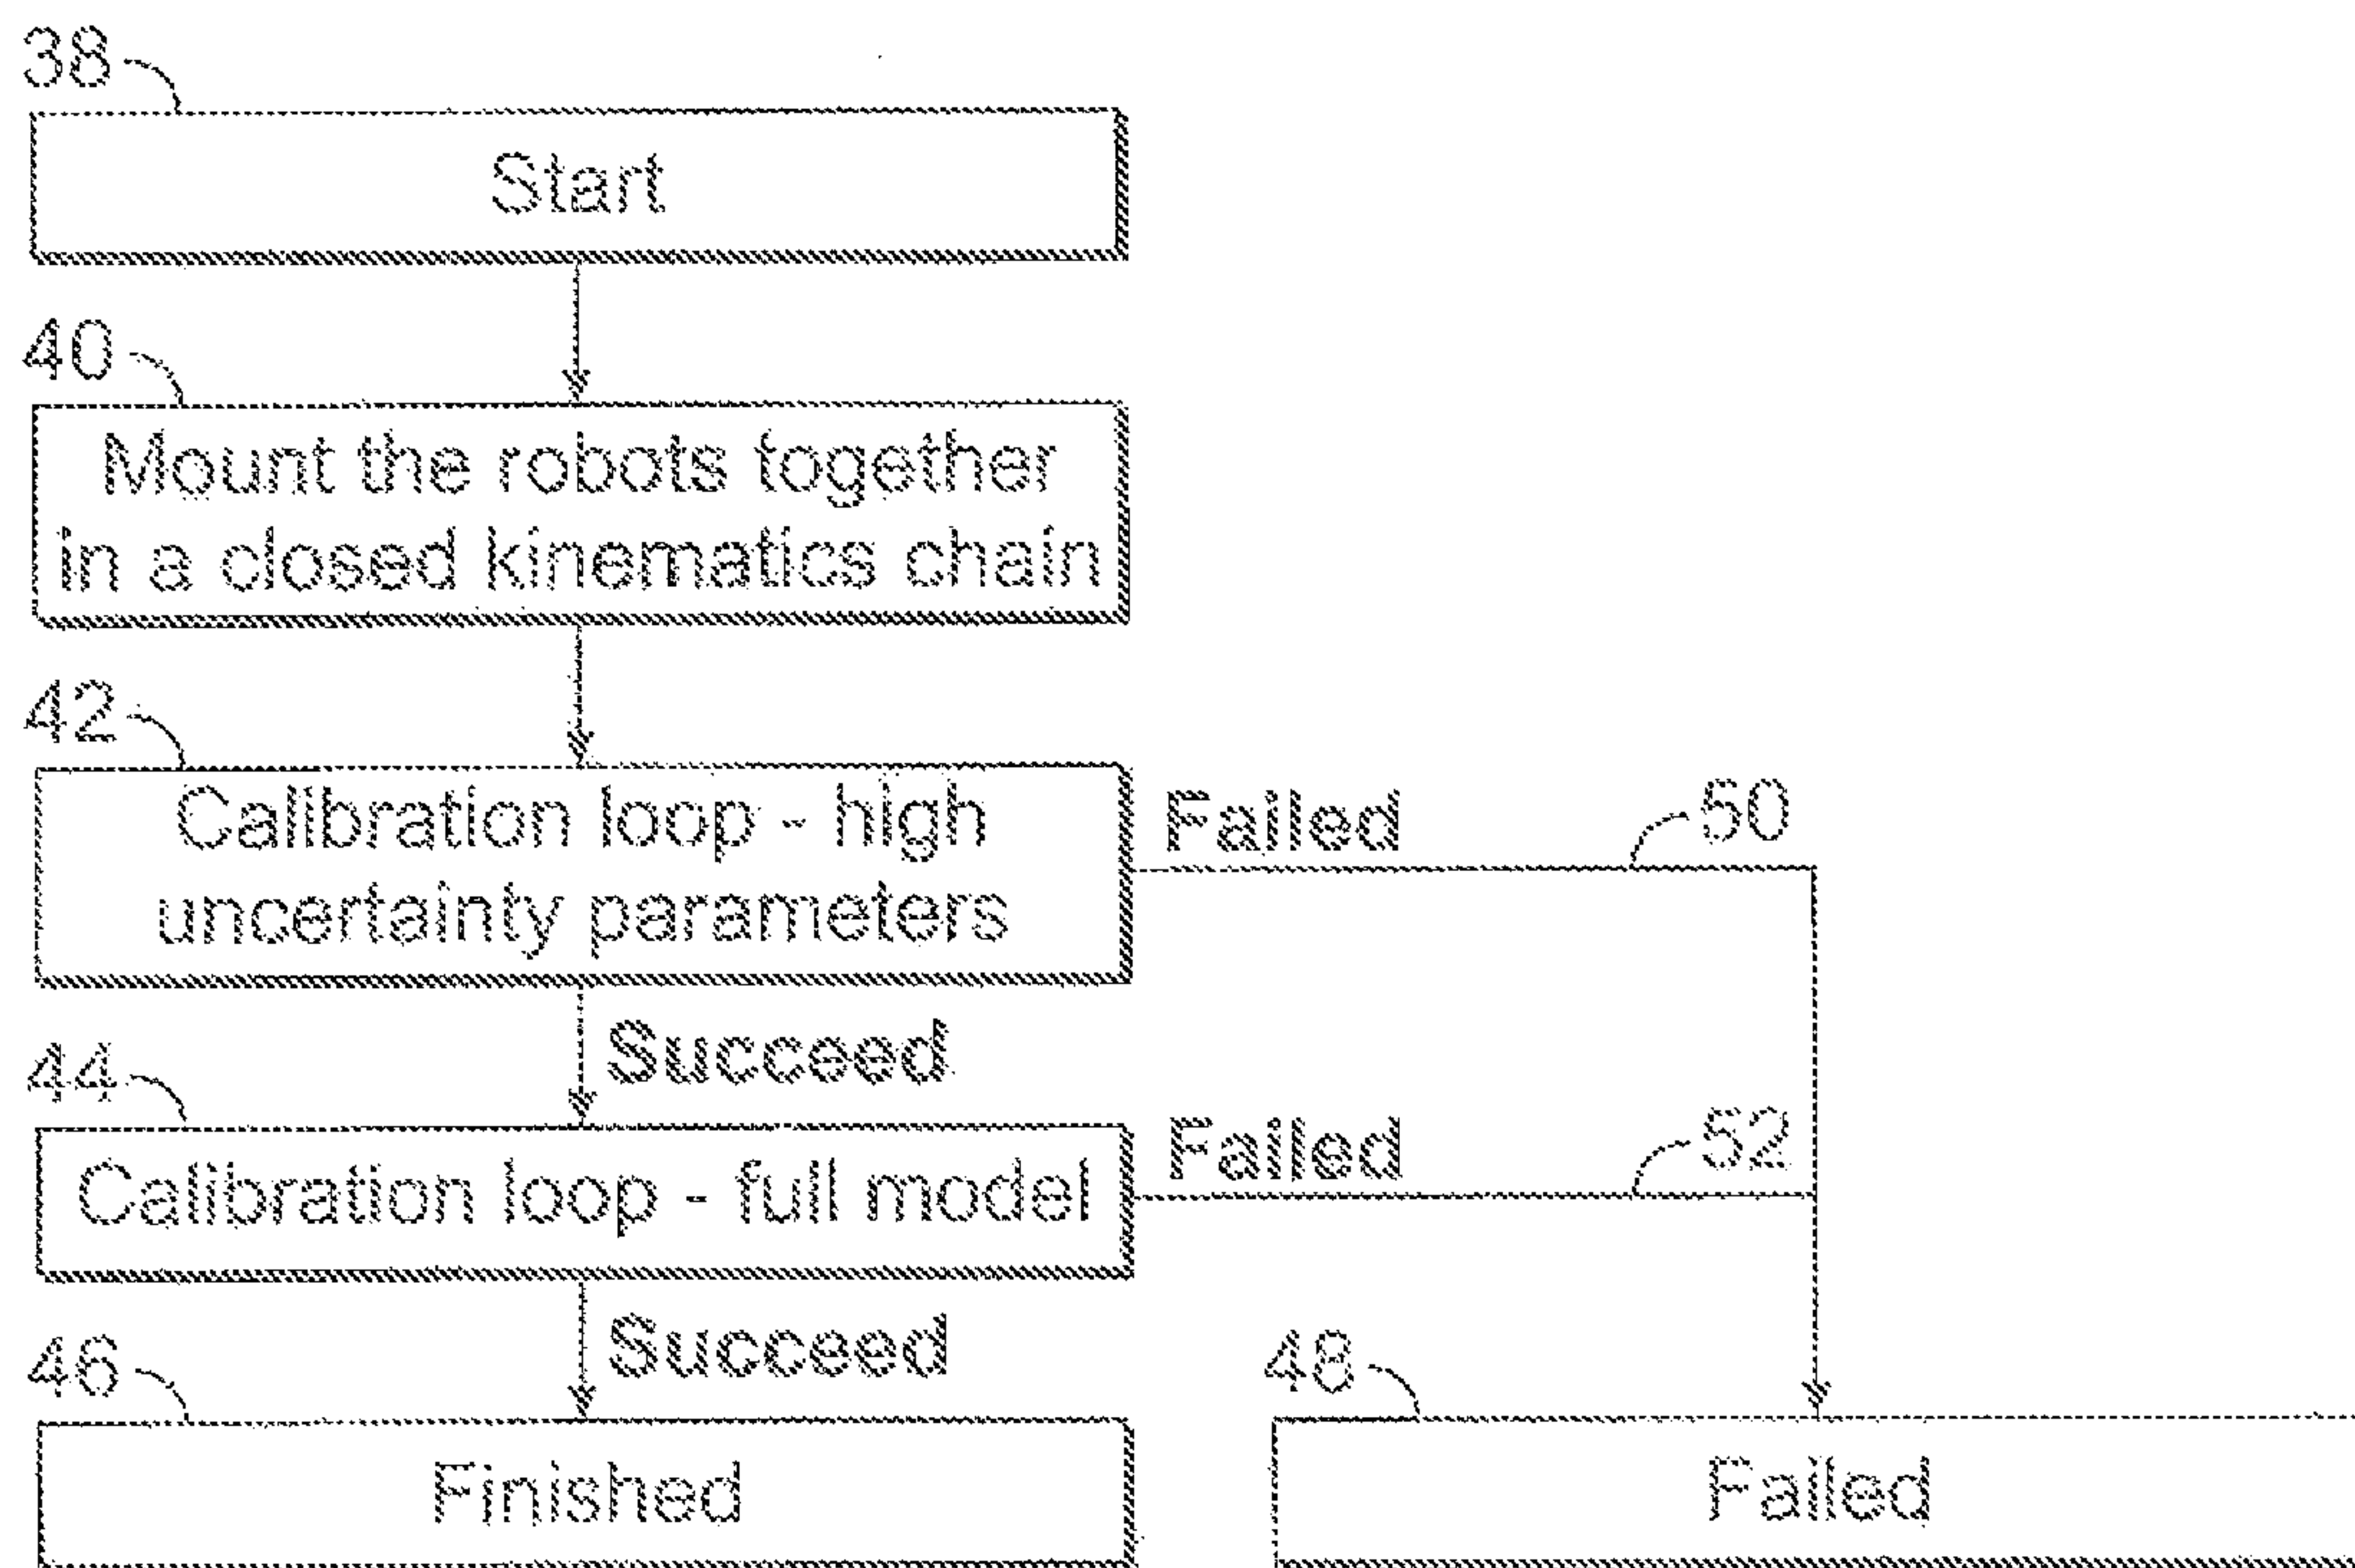 38
Start
40
Mount the robots together
in a closed kinematics chain
42
Calibration loop - high
uncertainty parameters
Failed
50
Succeed
44
Calibration loop - full model
Failed
52
Succeed
46
Finished
48
Failed